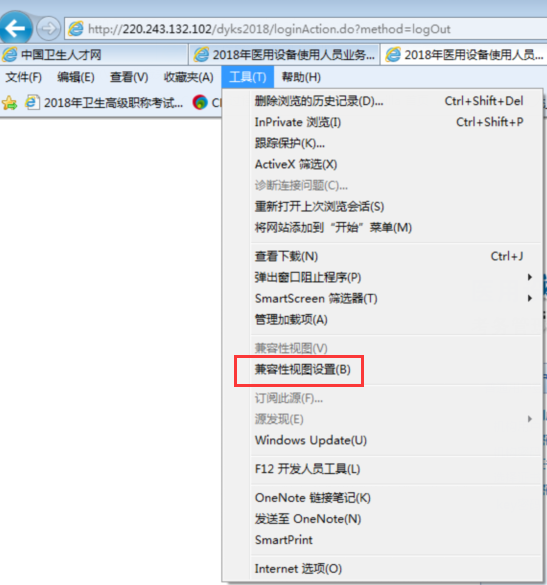 http://220.243.132.102/dyks2018/loginAction.do?method=logOut
中国卫生人才网
2018年医用设备使用人员业务...
2018年医用设备使用人员...
文件(F) 编辑(E) 查看(V) 收藏夹(A) 工具(T) 帮助(H)
2018年卫生高级职称考试...
删除浏览的历史记录(D)... Ctrl+Shift+Del
InPrivate 浏览(I) Ctrl+Shift+P
跟踪保护(K)...
ActiveX 筛选(X)
诊断连接问题(C)...
重新打开上次浏览会话(S)
将网站添加到“开始”菜单(M)
查看下载(N) Ctrl+J
弹出窗口阻止程序(P)
SmartScreen 筛选器(T)
管理加载项(A)
兼容性视图(V)
兼容性视图设置(B)
订阅此源(F)...
源发现(E)
Windows Update(U)
F12 开发人员工具(L)
OneNote 链接笔记(K)
发送至 OneNote(N)
SmartPrint
Internet 选项(O)